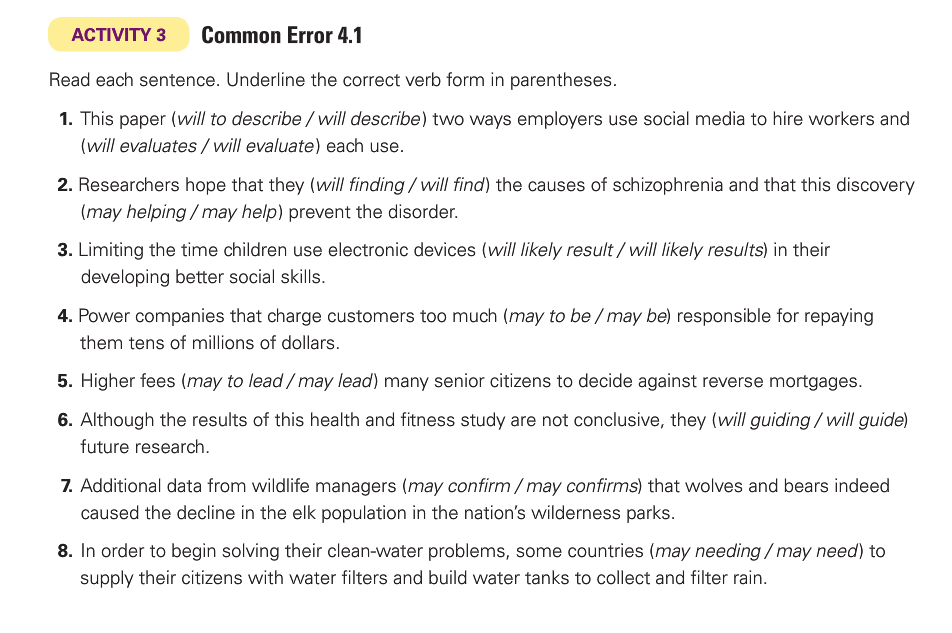 ACTIVITY 3 Common Error 4.1
Read each sentence. Underline the correct verb form in parentheses.
1. This paper (will to describe / will describe) two ways employers use social media to hire workers and
(will evaluates / will evaluate) each use.
2. Researchers hope that they (will finding / will find) the causes of schizophrenia and that this discovery
(may helping / may help) prevent the disorder.
3. Limiting the time children use electronic devices (will likely result / will likely results) in their
developing better social skills.
4. Power companies that charge customers too much (may to be / may be) responsible for repaying
them tens of millions of dollars.
5. Higher fees (may to lead / may lead) many senior citizens to decide against reverse mortgages.
6. Although the results of this health and fitness study are not conclusive, they (will guiding / will guide)
future research.
7. Additional data from wildlife managers (may confirm / may confirms) that wolves and bears indeed
caused the decline in the elk population in the nation's wilderness parks.
8. In order to begin solving their clean-water problems, some countries (may needing / may need) to
supply their citizens with water filters and build water tanks to collect and filter rain.